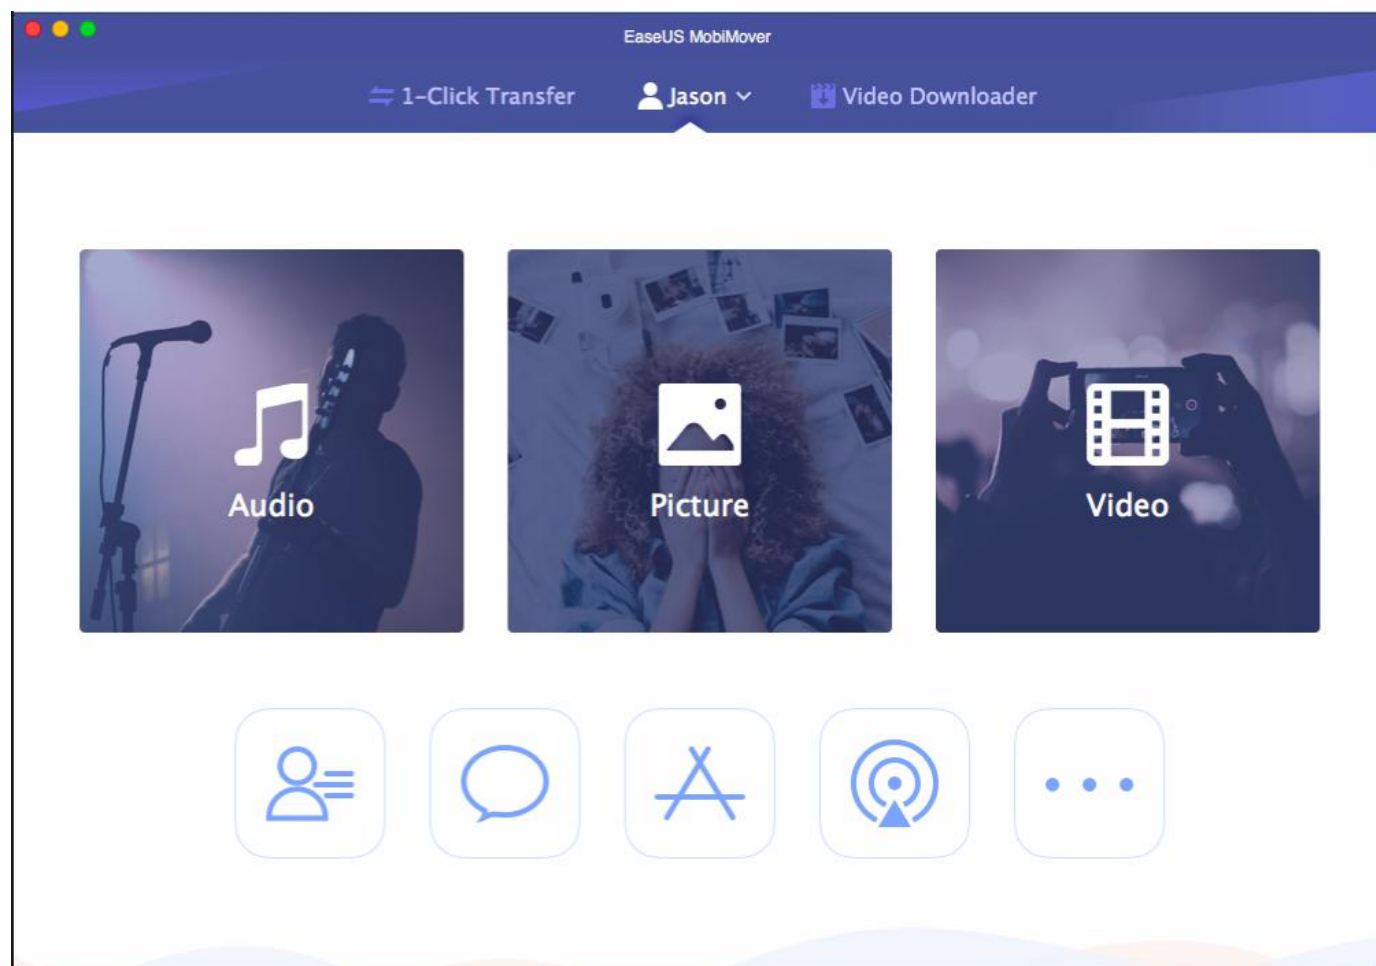 EaseUS MobiMover
1-Click Transfer
Jason
Video Downloader
Audio
Picture
Video